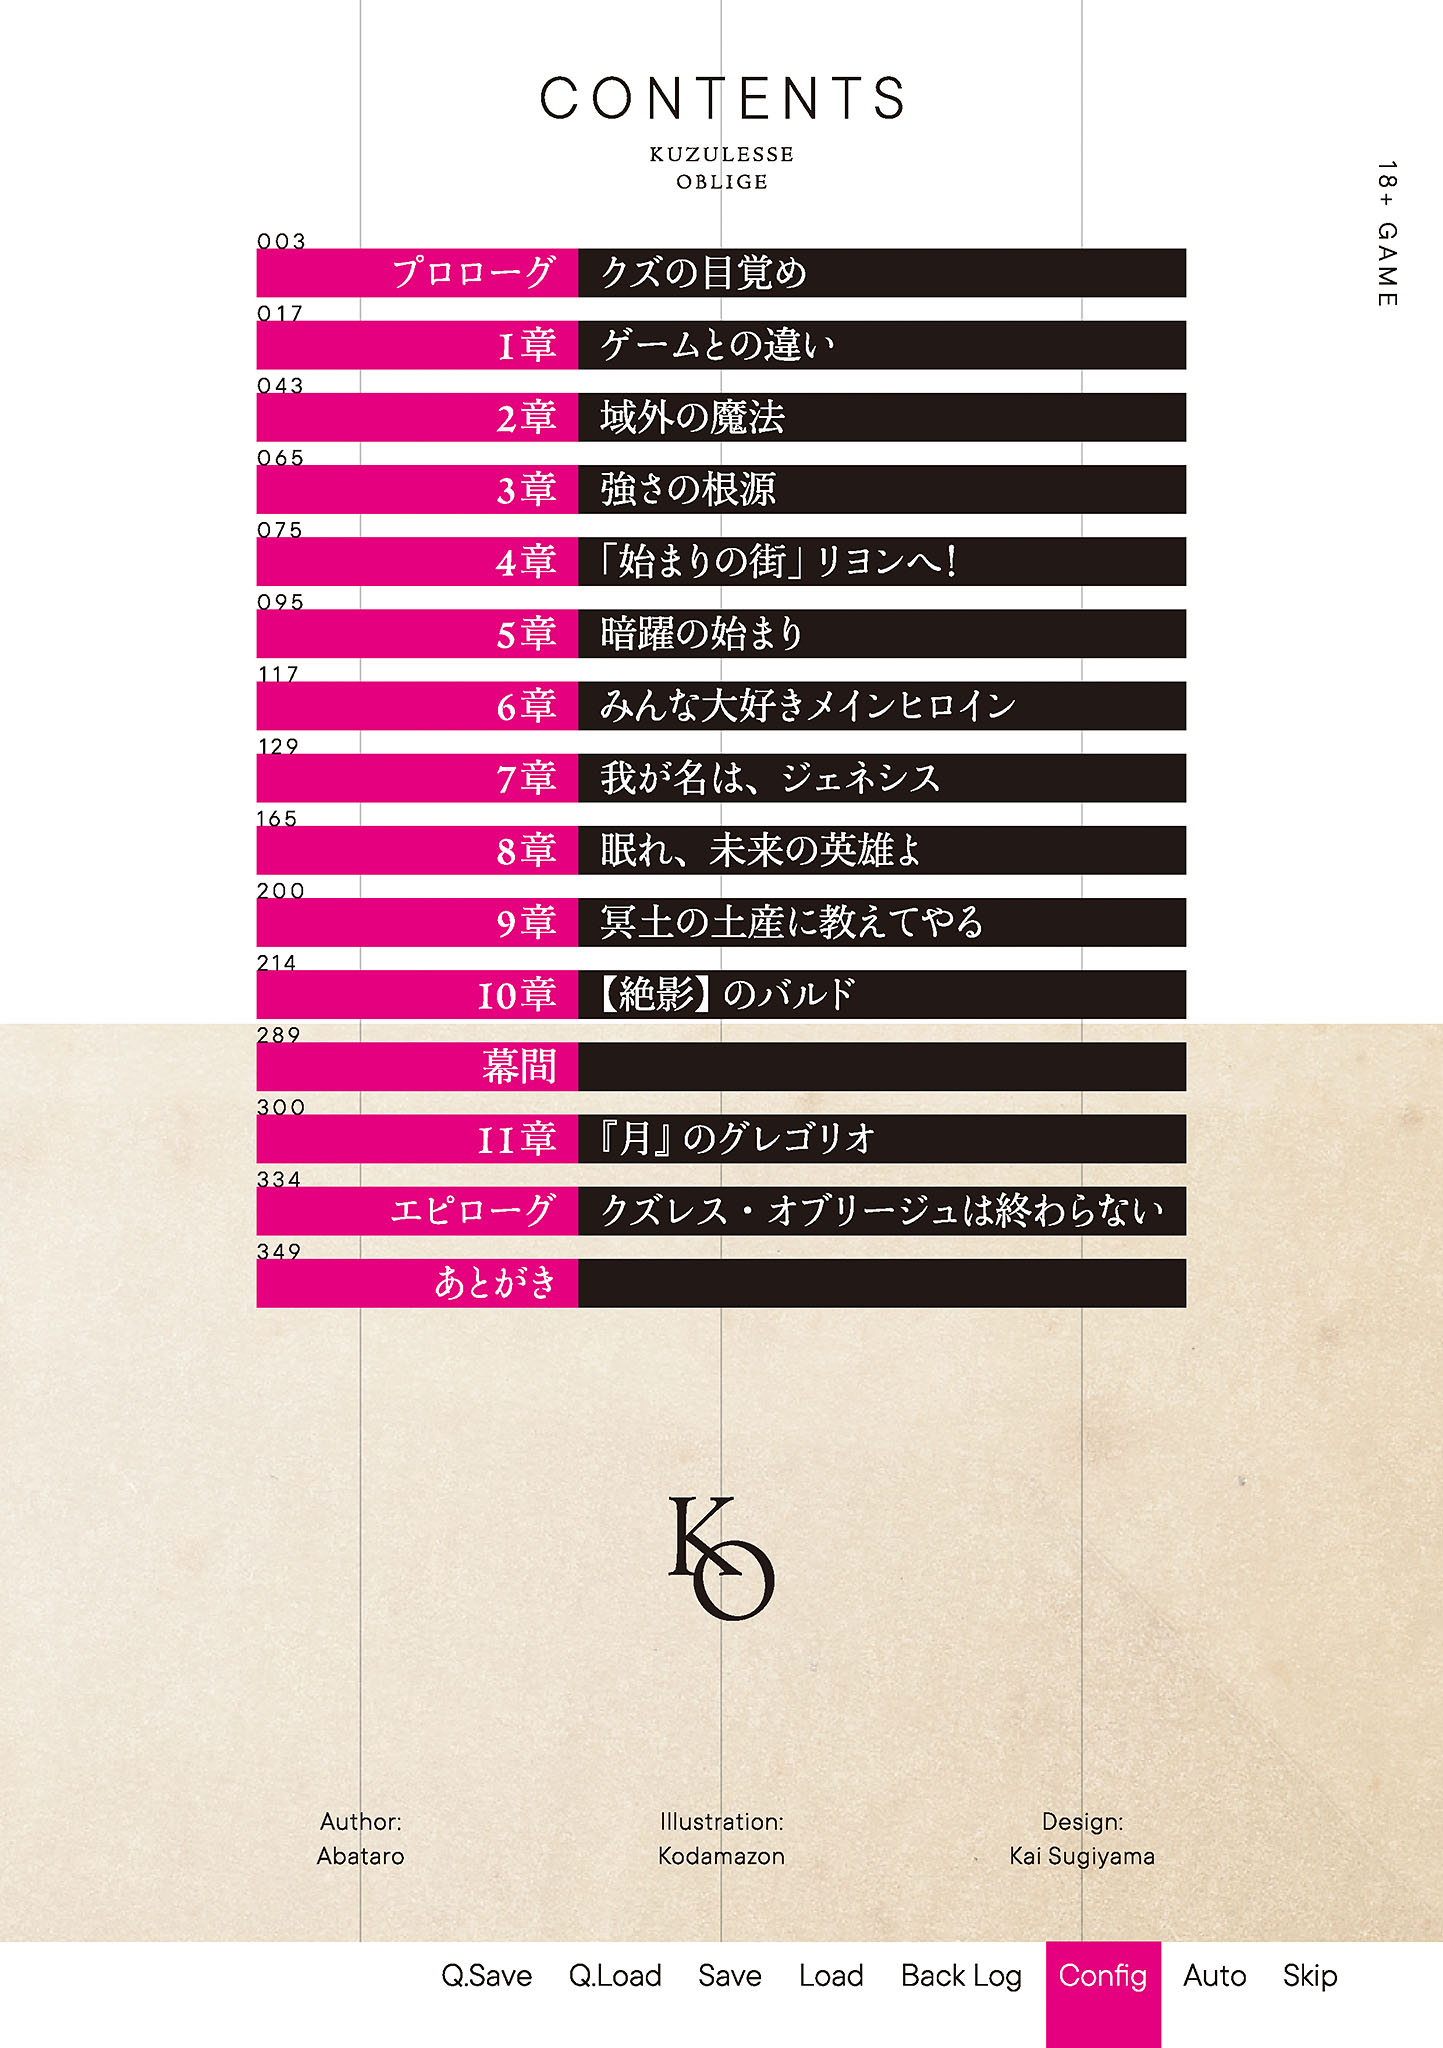 CONTENTS
KUZULESSE
OBLIGE
18+ GAME
003
プロローグ クズの目覚め
017
1章 ゲームとの違い
043
2章 域外の魔法
065
3章 強さの根源
075
4章 「始まりの街」リヨンへ!
095
5章 暗躍の始まり
117
6章 みんな大好きメインヒロイン
129
7章 我が名は、ジェネシス
165
8章 眠れ、未来の英雄よ
200
9章 冥土の土産に教えてやる
214
10章 【絶影】のバルド
289
幕間
300
11章 『月』のグレゴリオ
334
エピローグ クズレス・オブリージュは終わらない
349
あとがき
KO
Author:
Abataro
Illustration:
Kodamazon
Design:
Kai Sugiyama
Q.Save Q.Load Save Load Back Log Config Auto Skip